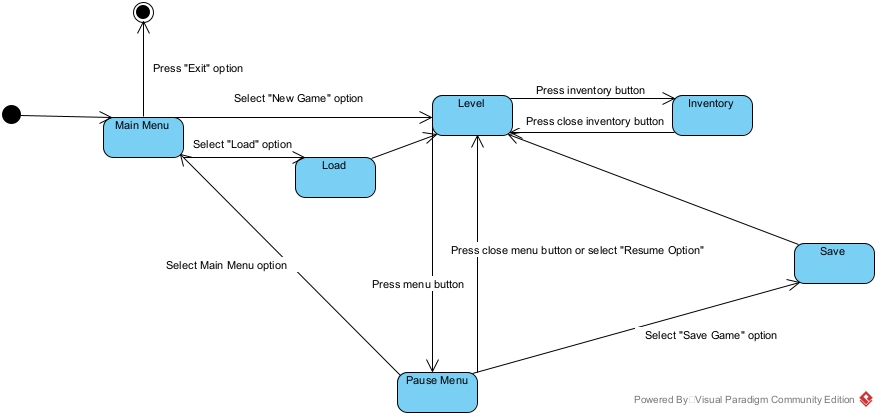 Press "Exit" option
Select "New Game" option
Level
Press inventory button
Inventory
Main Menu
Press close inventory button
Select "Load" option
Load
Press close menu button or select "Resume Option"
Save
Select Main Menu option
Press menu button
Select "Save Game" option
Pause Menu
Powered By Visual Paradigm Community Edition